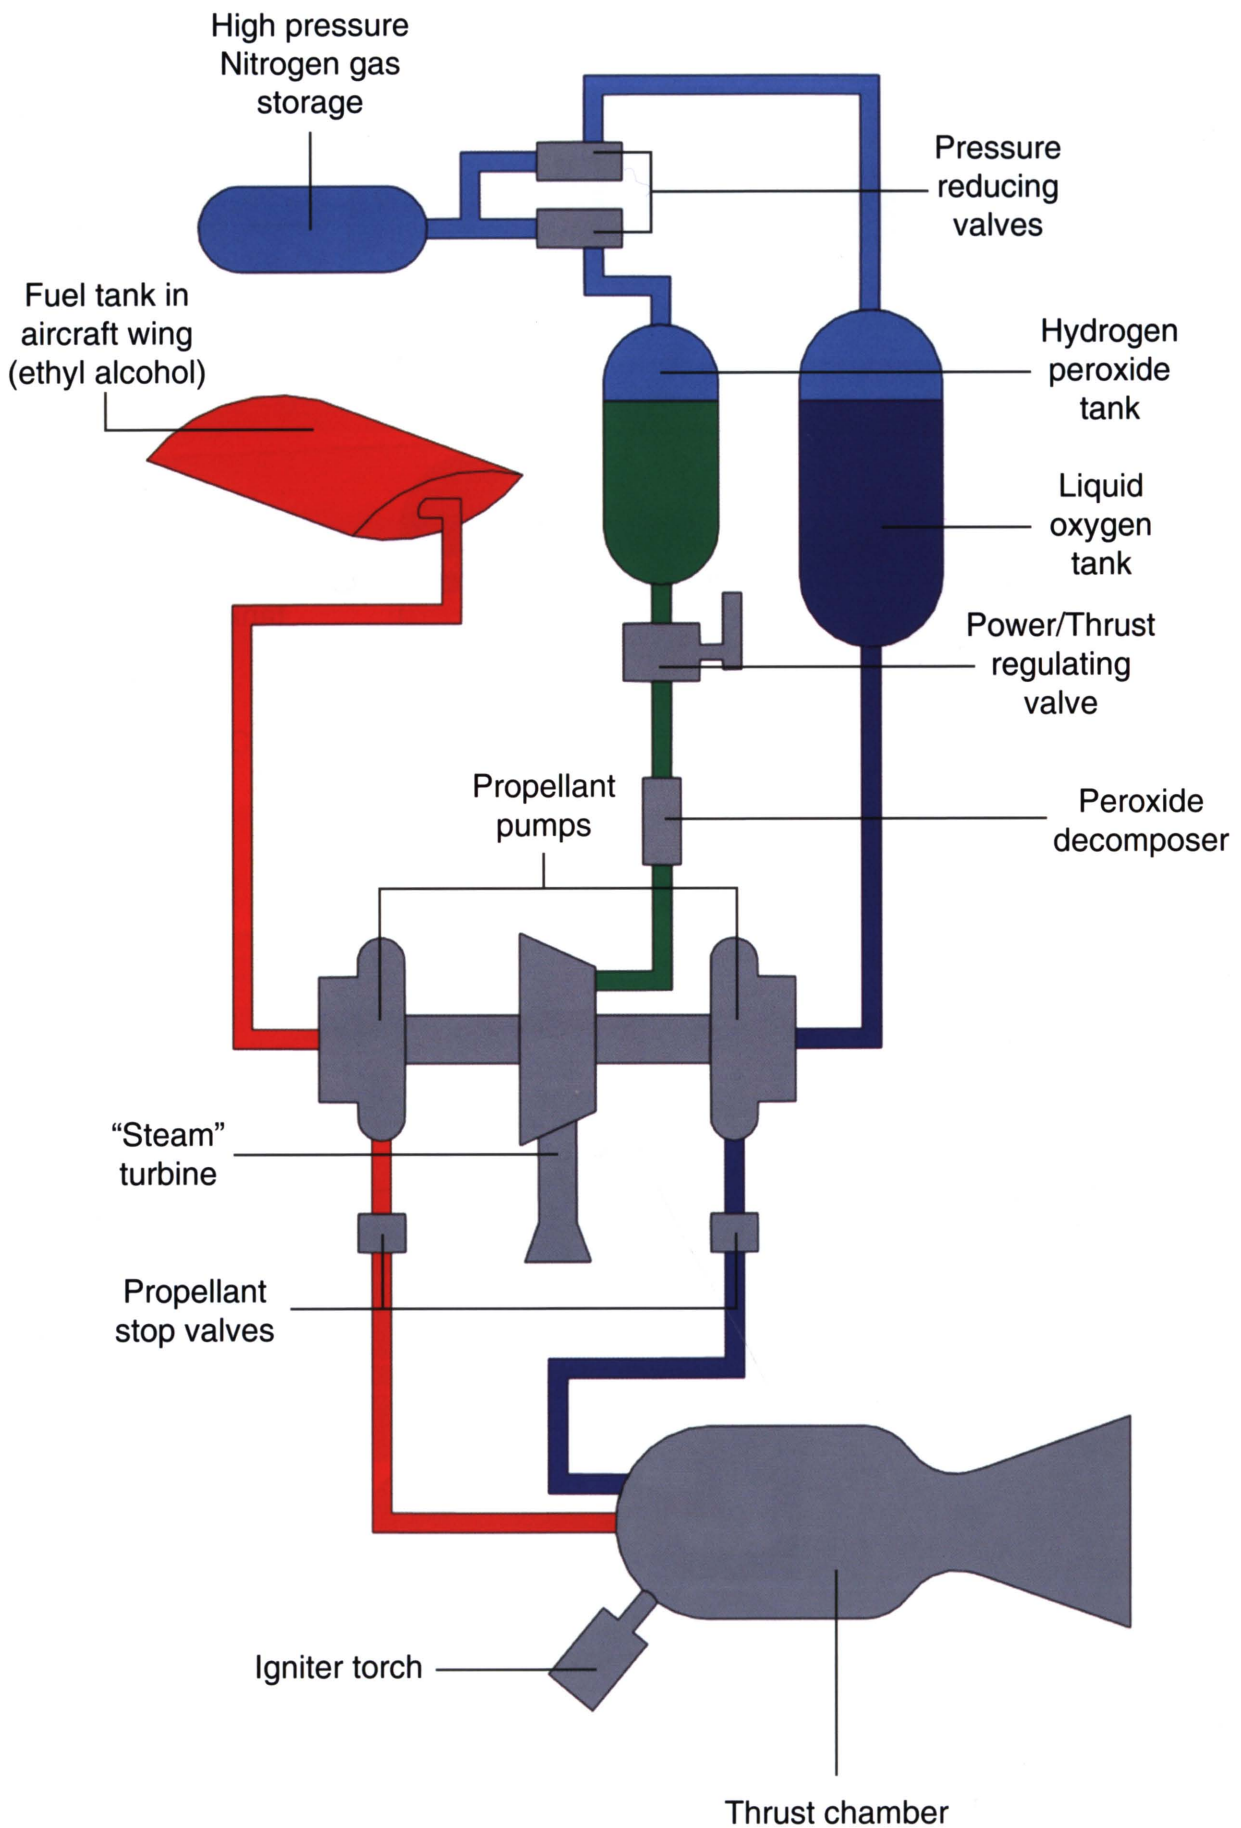 High pressure
Nitrogen gas
storage
Pressure
reducing
valves
Fuel tank in
aircraft wing
(ethyl alcohol)
Hydrogen
peroxide
tank
Liquid
oxygen
tank
Power/Thrust
regulating
valve
Propellant
pumps
Peroxide
decomposer
“Steam”
turbine
Propellant
stop valves
Igniter torch
Thrust chamber